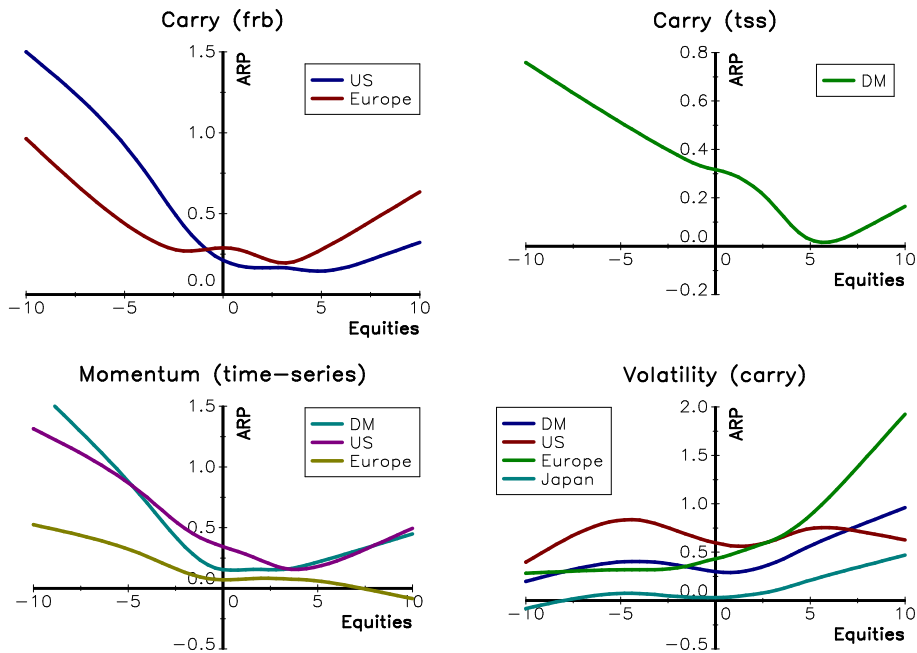 Carry (frb)
1.5
1.0
0.5
0.0
ARP
US
Europe
−10
−5
0
5
10
Equities
Carry (tss)
0.8
0.6
0.4
0.2
0.0
−0.2
ARP
DM
−10
−5
0
5
10
Equities
Momentum (time−series)
1.5
1.0
0.5
0.0
−0.5
ARP
DM
US
Europe
−10
−5
0
5
10
Equities
Volatility (carry)
2.0
1.5
1.0
0.5
0.0
−0.5
ARP
DM
US
Europe
Japan
−10
−5
0
5
10
Equities